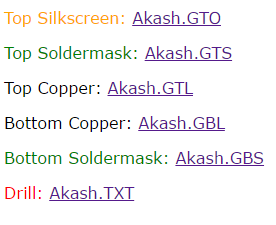 Top Silkscreen: Akash.GTO
Top Soldermask: Akash.GTS
Top Copper: Akash.GTL
Bottom Copper: Akash.GBL
Bottom Soldermask: Akash.GBS
Drill: Akash.TXT